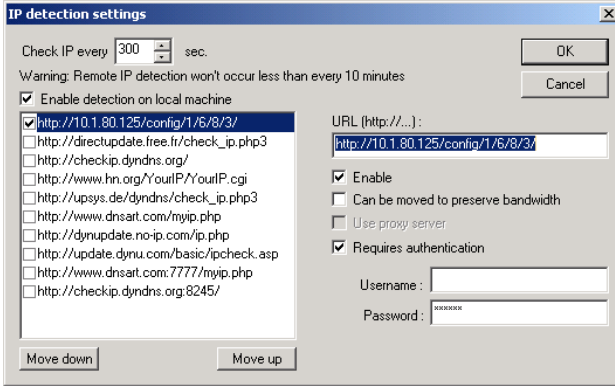 IP detection settings
Check IP every 300 sec.
Warning: Remote IP detection won't occur less than every 10 minutes
Enable detection on local machine
http://10.1.80.125/config/1/6/8/3/
http://directupdate.free.fr/check_ip.php3
http://checkip.dyndns.org/
http://www.hn.org/YourIP/YourIP.cgi
http://upsys.de/dyndns/check_ip.php3
http://www.dnsart.com/myip.php
http://dynupdate.no-ip.com/ip.php
http://update.dynu.com/basic/ipcheck.asp
http://www.dnsart.com:7777/myip.php
http://checkip.dyndns.org:8245/
Move down
Move up
OK
Cancel
URL (http://...) :
http://10.1.80.125/config/1/6/8/3/
Enable
Can be moved to preserve bandwidth
Use proxy server
Requires authentication
Username :
Password : ******